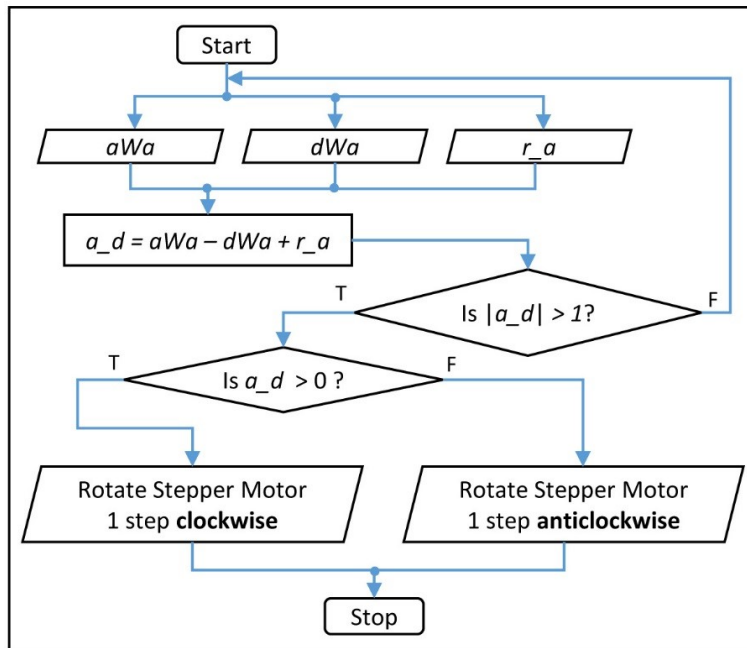 Start
aWa
dWa
r_a
a_d = aWa – dWa + r_a
T
Is |a_d| > 1?
F
T
Is a_d > 0 ?
F
Rotate Stepper Motor
1 step clockwise
Rotate Stepper Motor
1 step anticlockwise
Stop